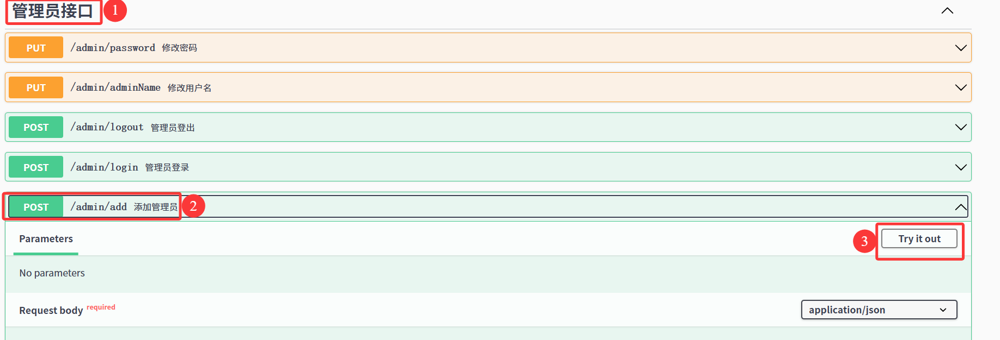 管理员接口 1
PUT /admin/password 修改密码
PUT /admin/adminName 修改用户名
POST /admin/logout 管理员登出
POST /admin/login 管理员登录
POST /admin/add 添加管理员 2
Parameters 3 Try it out
No parameters
Request body required application/json